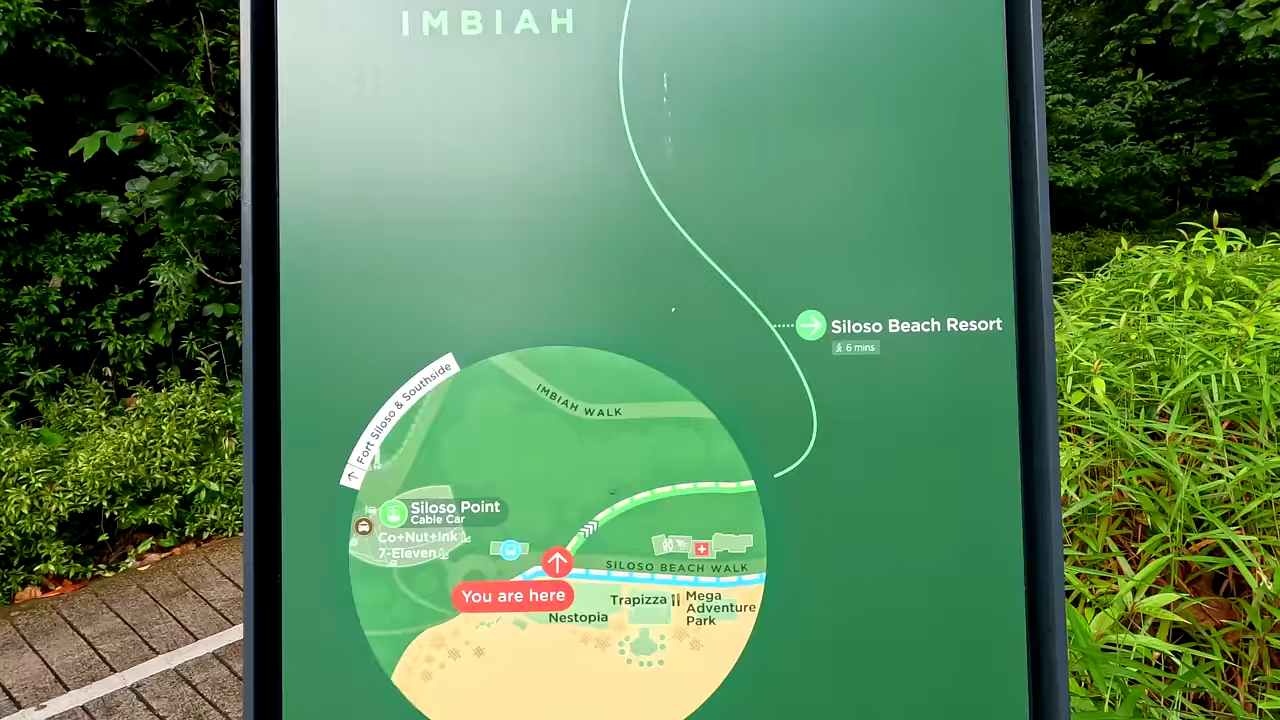 IMBIAH
Siloso Beach Resort
6 mins
Fort Siloso & Southside
IMBIAH WALK
Siloso Point
Cable Car
Co+Nut+Ink
7-Eleven
SILOSO BEACH WALK
You are here
Trapizza
Mega
Adventure
Park
Nestopia